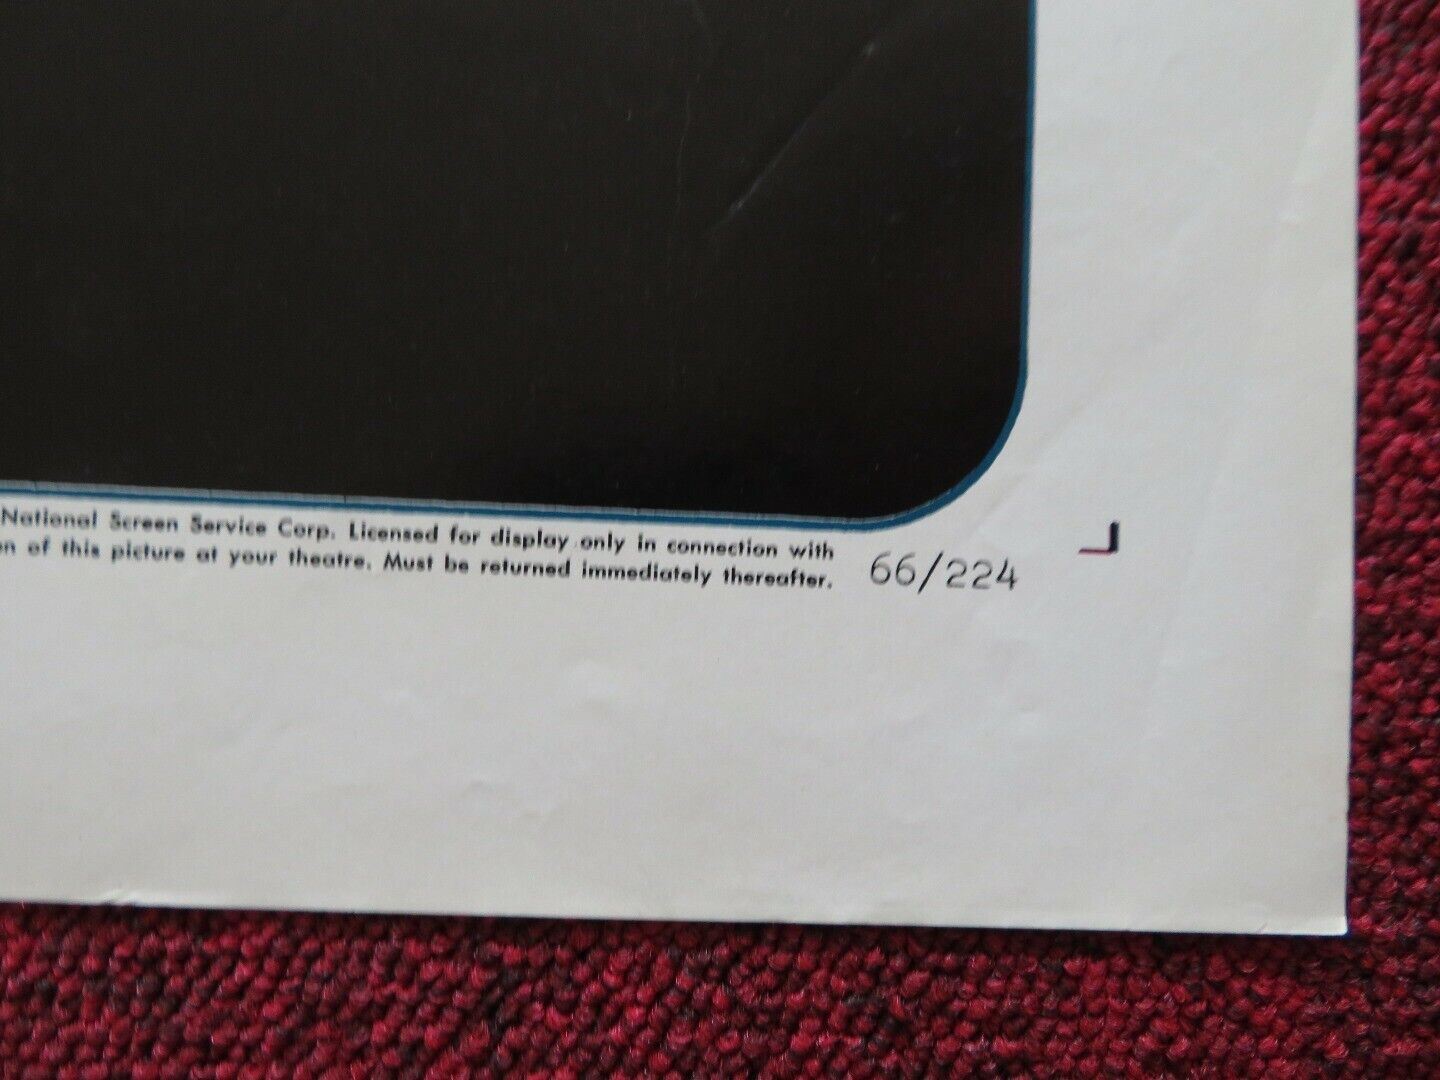 National Screen Service Corp. Licensed for display only in connection with
of this picture at your theatre. Must be returned immediately thereafter.
66/224